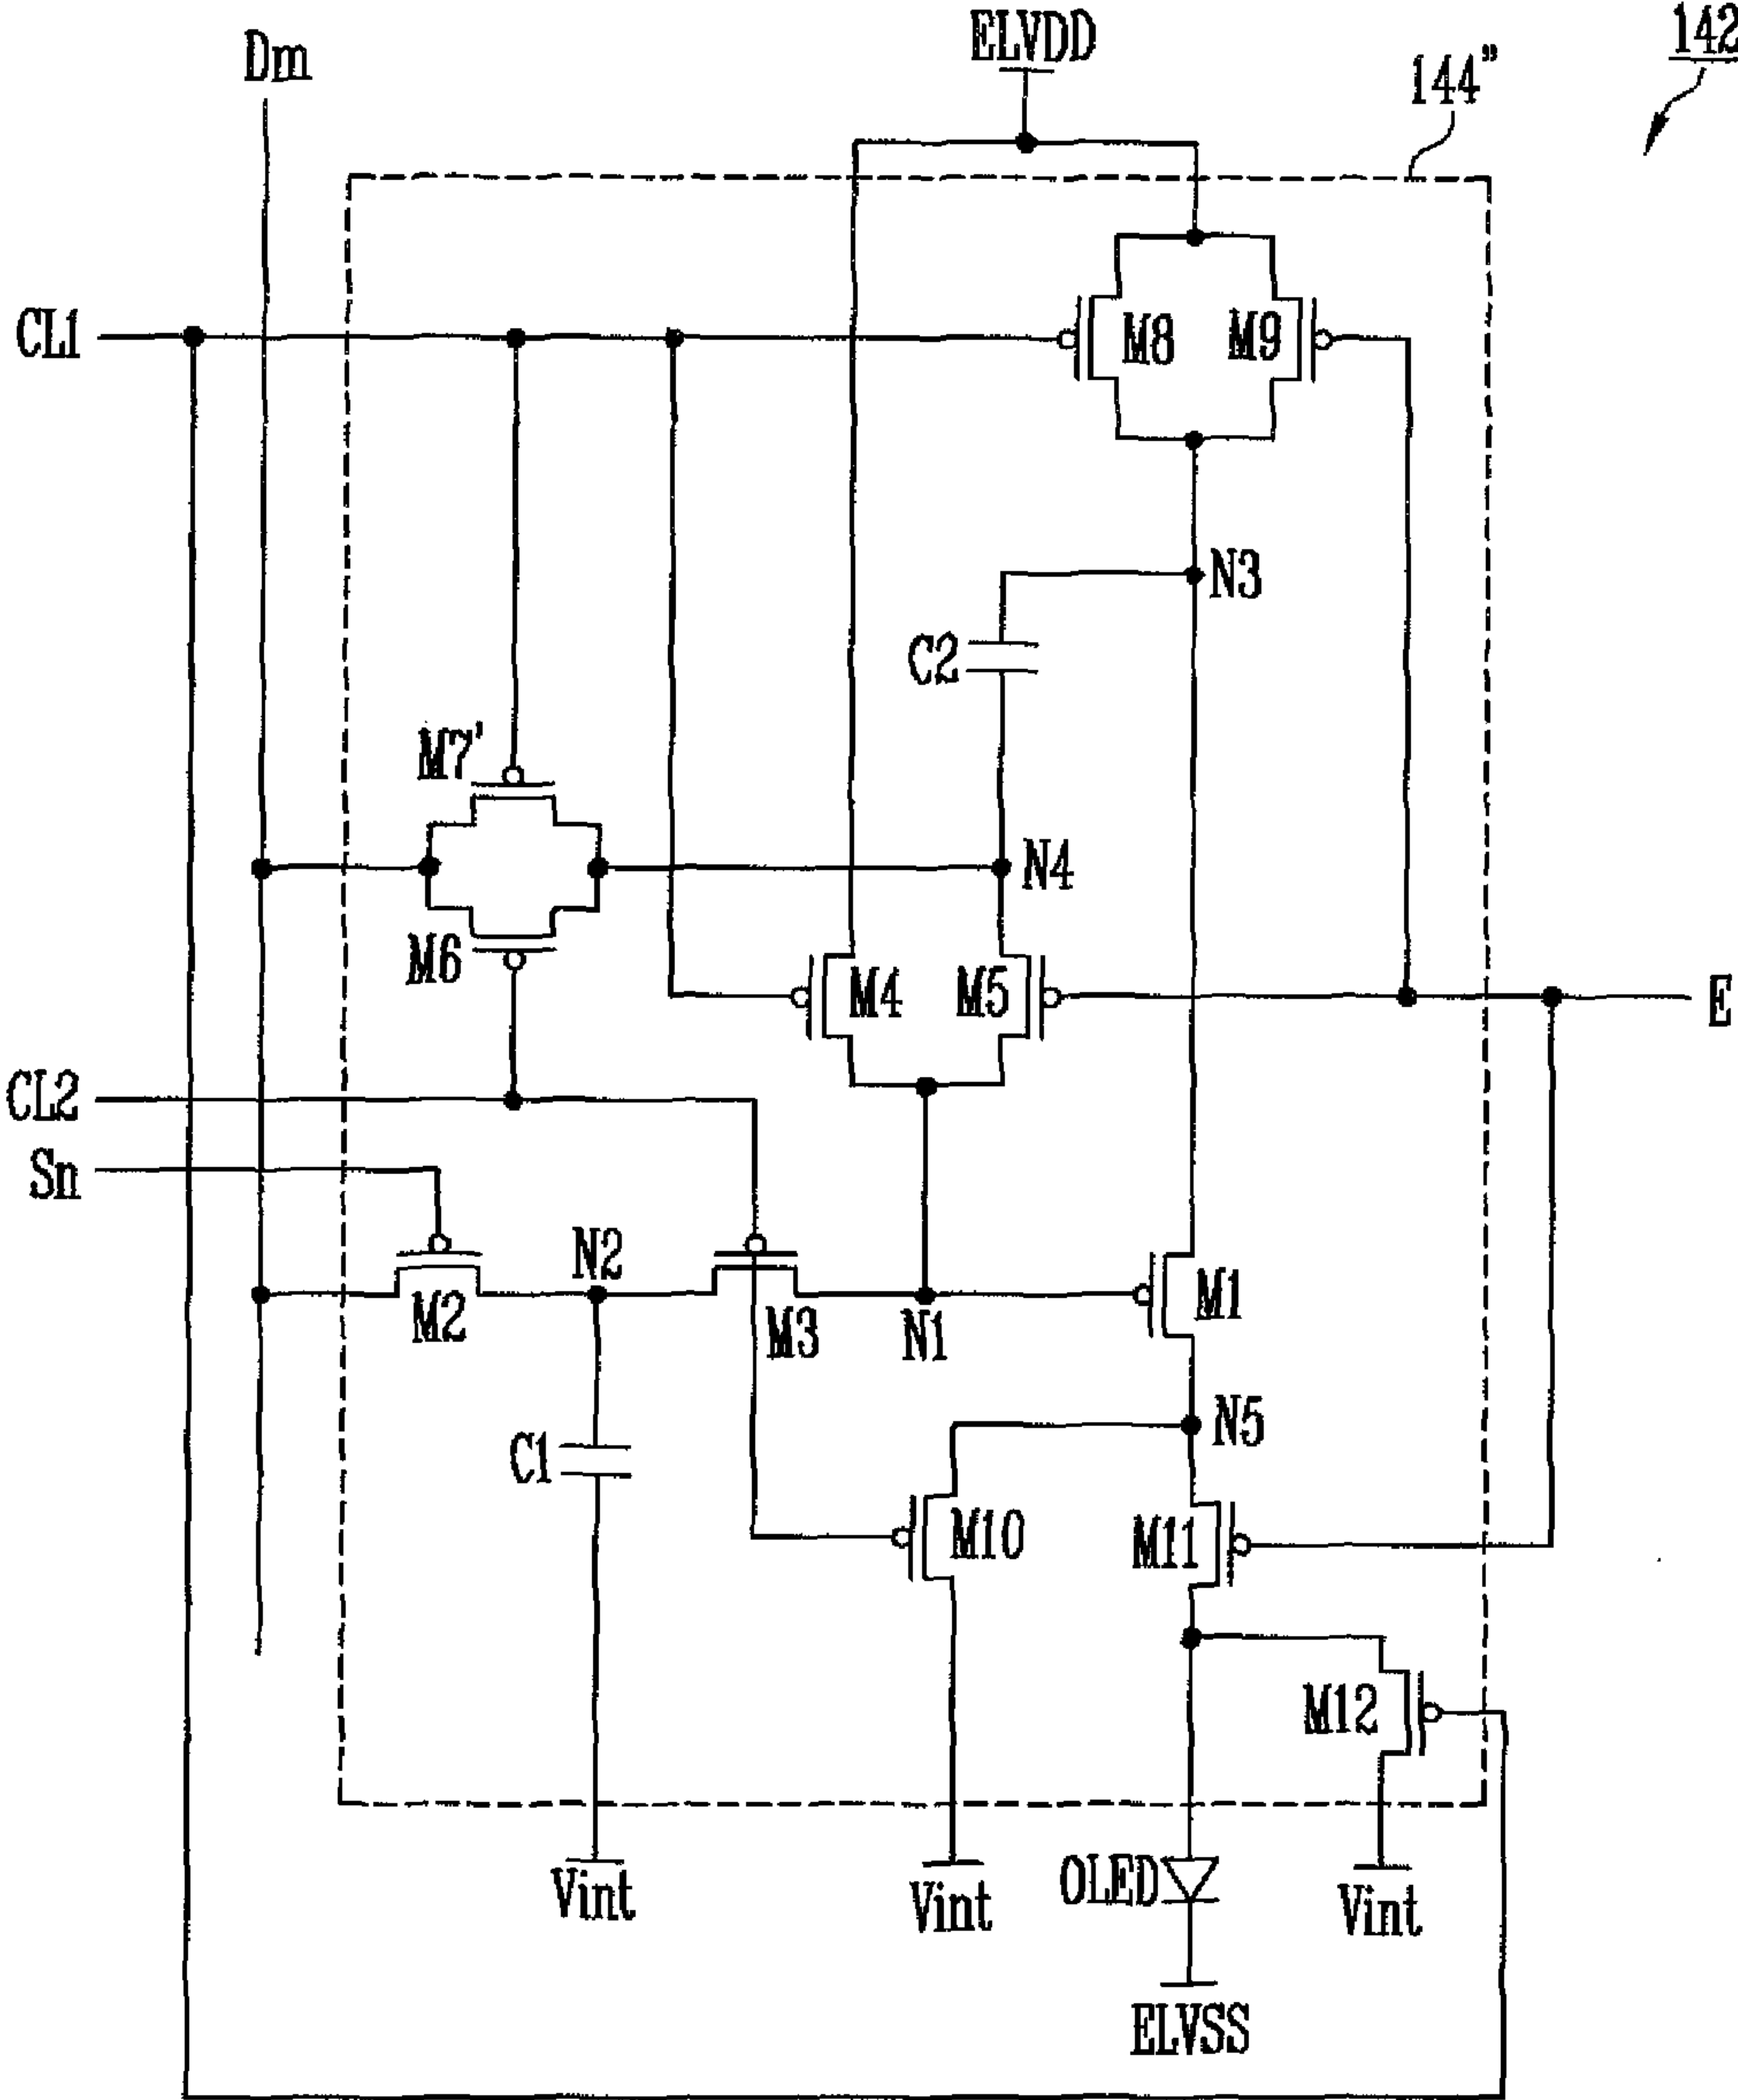 142
ELVDD
Dm
144"
CL1
M8
M9
N3
C2
M7'
N4
M6
M4
M5
E
CL2
Sn
N2
M1
M2
M3
N1
N5
C1
M10
M11
M12
Vint
Vint
OLED
Vint
ELVSS